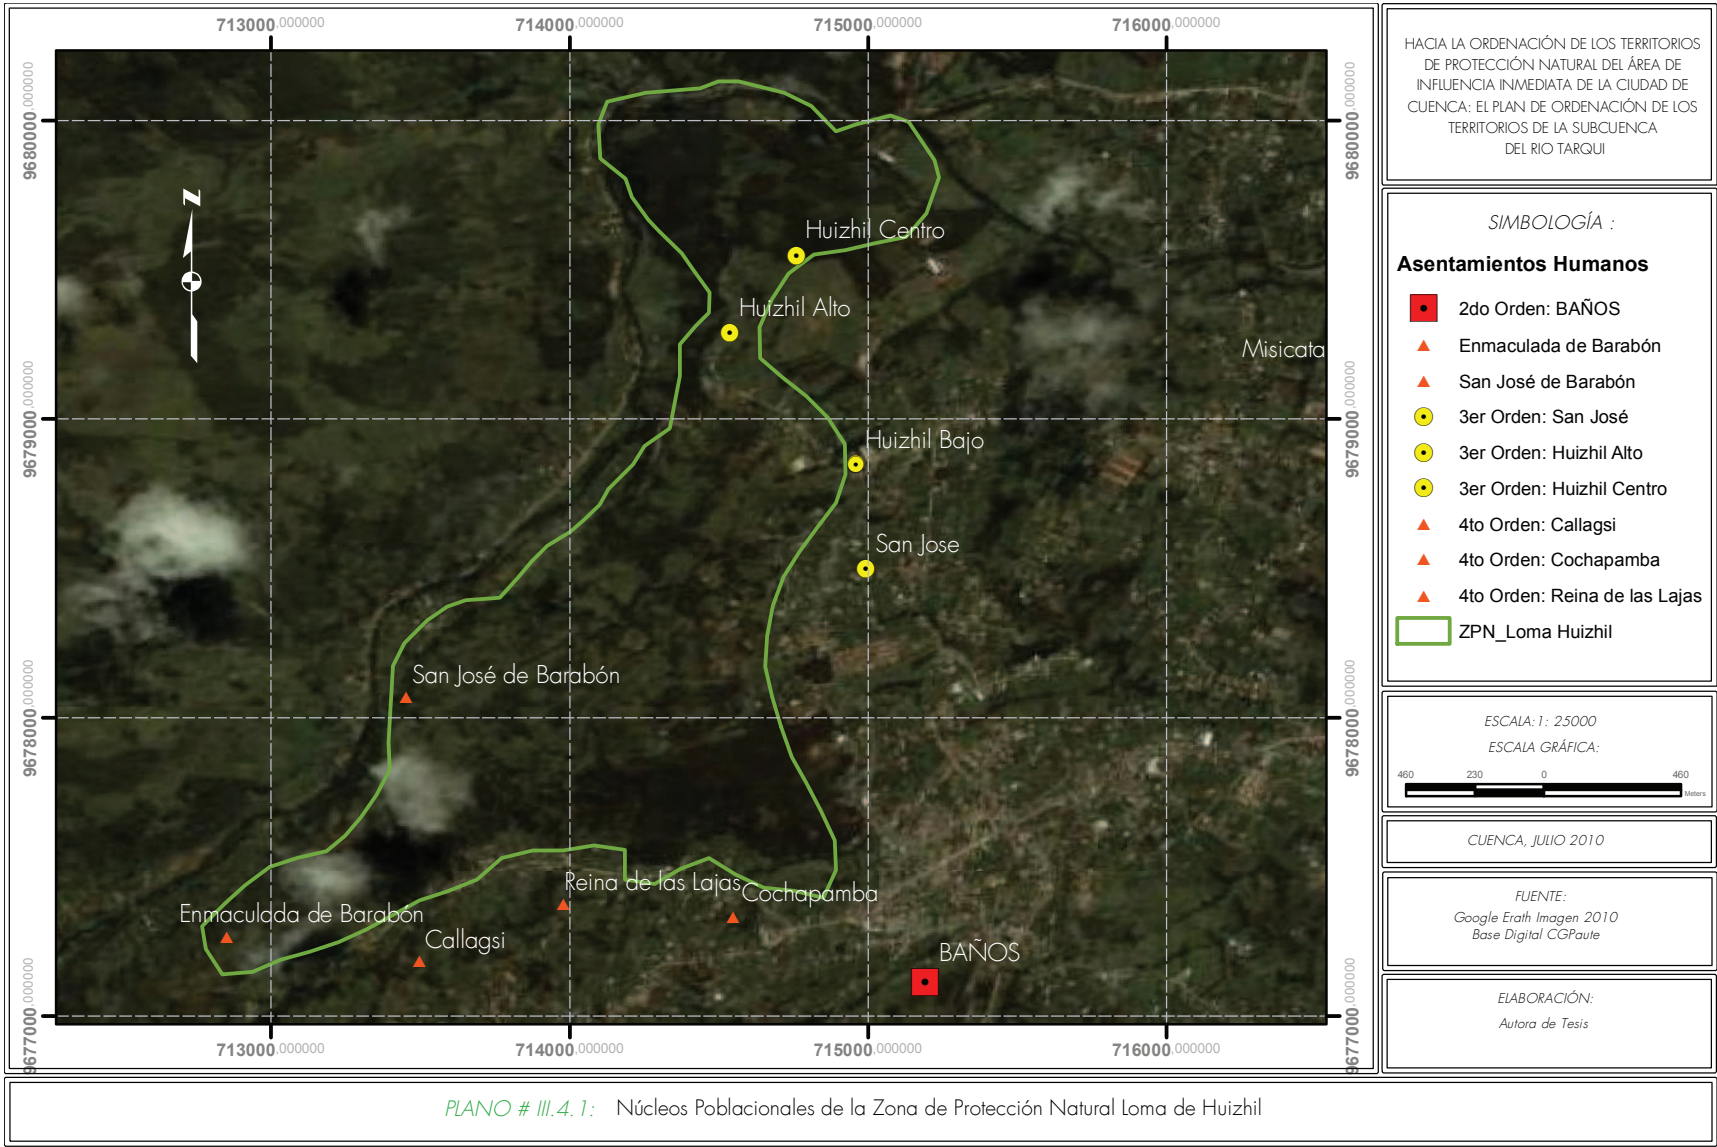 713000,000000 714000,000000 715000,000000 716000,000000
9680000,000000
9679000,000000
9678000,000000
9677000,000000
N
Huizhil Centro
Huizhil Alto
Misicata
Huizhil Bajo
San Jose
San José de Barabón
Reina de las Lajas
Cochapamba
Enmaculada de Barabón
Callagsi
BAÑOS
9680000,000000
9679000,000000
9678000,000000
9677000,000000
713000,000000 714000,000000 715000,000000 716000,000000
HACIA LA ORDENACIÓN DE LOS TERRITORIOS
DE PROTECCIÓN NATURAL DEL ÁREA DE
INFLUENCIA INMEDIATA DE LA CIUDAD DE
CUENCA: EL PLAN DE ORDENACIÓN DE LOS
TERRITORIOS DE LA SUBCUENCA
DEL RIO TARQUI
SIMBOLOGÍA :
Asentamientos Humanos
2do Orden: BAÑOS
Enmaculada de Barabón
San José de Barabón
3er Orden: San José
3er Orden: Huizhil Alto
3er Orden: Huizhil Centro
4to Orden: Callagsi
4to Orden: Cochapamba
4to Orden: Reina de las Lajas
ZPN_Loma Huizhil
ESCALA:1: 25000
ESCALA GRÁFICA:
460 230 0 460
Meters
CUENCA, JULIO 2010
FUENTE:
Google Erath Imagen 2010
Base Digital CGPaute
ELABORACIÓN:
Autora de Tesis
PLANO # III.4.1: Núcleos Poblacionales de la Zona de Protección Natural Loma de Huizhil